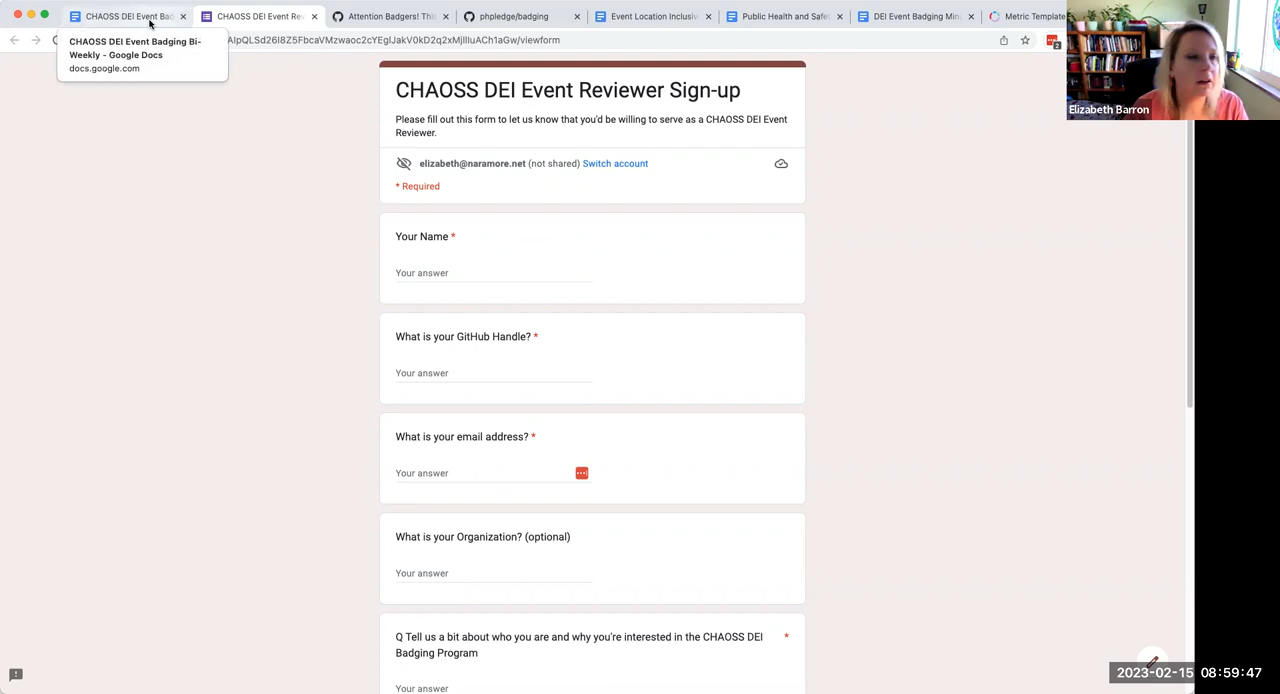 CHAOSS DEI Event Bad
CHAOSS DEI Event Rev
Attention Badgers! This
phpledge/badging
Event Location Inclusiv
Public Health and Safe
DEI Event Badging Min
Metric Template
CHAOSS DEI Event Badging Bi-
Weekly - Google Docs
docs.google.com
viewform
2
Elizabeth Barron
CHAOSS DEI Event Reviewer Sign-up
Please fill out this form to let us know that you'd be willing to serve as a CHAOSS DEI Event
Reviewer.
elizabeth@naramore.net (not shared) Switch account
* Required
Your Name *
Your answer
What is your GitHub Handle? *
Your answer
What is your email address? *
Your answer
What is your Organization? (optional)
Your answer
Q Tell us a bit about who you are and why you're interested in the CHAOSS DEI *
Badging Program
Your answer
2023-02-15 08:59:47